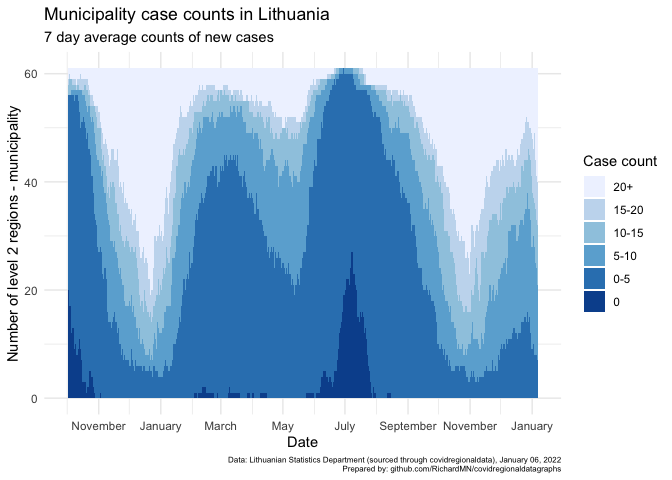 Municipality case counts in Lithuania
7 day average counts of new cases
Number of level 2 regions - municipality
60
40
20
0
November January March May July September November January
Date
Case count
20+
15-20
10-15
5-10
0-5
0
Data: Lithuanian Statistics Department (sourced through covidregionaldata), January 06, 2022
Prepared by: github.com/RichardMN/covidregionaldatagraphs